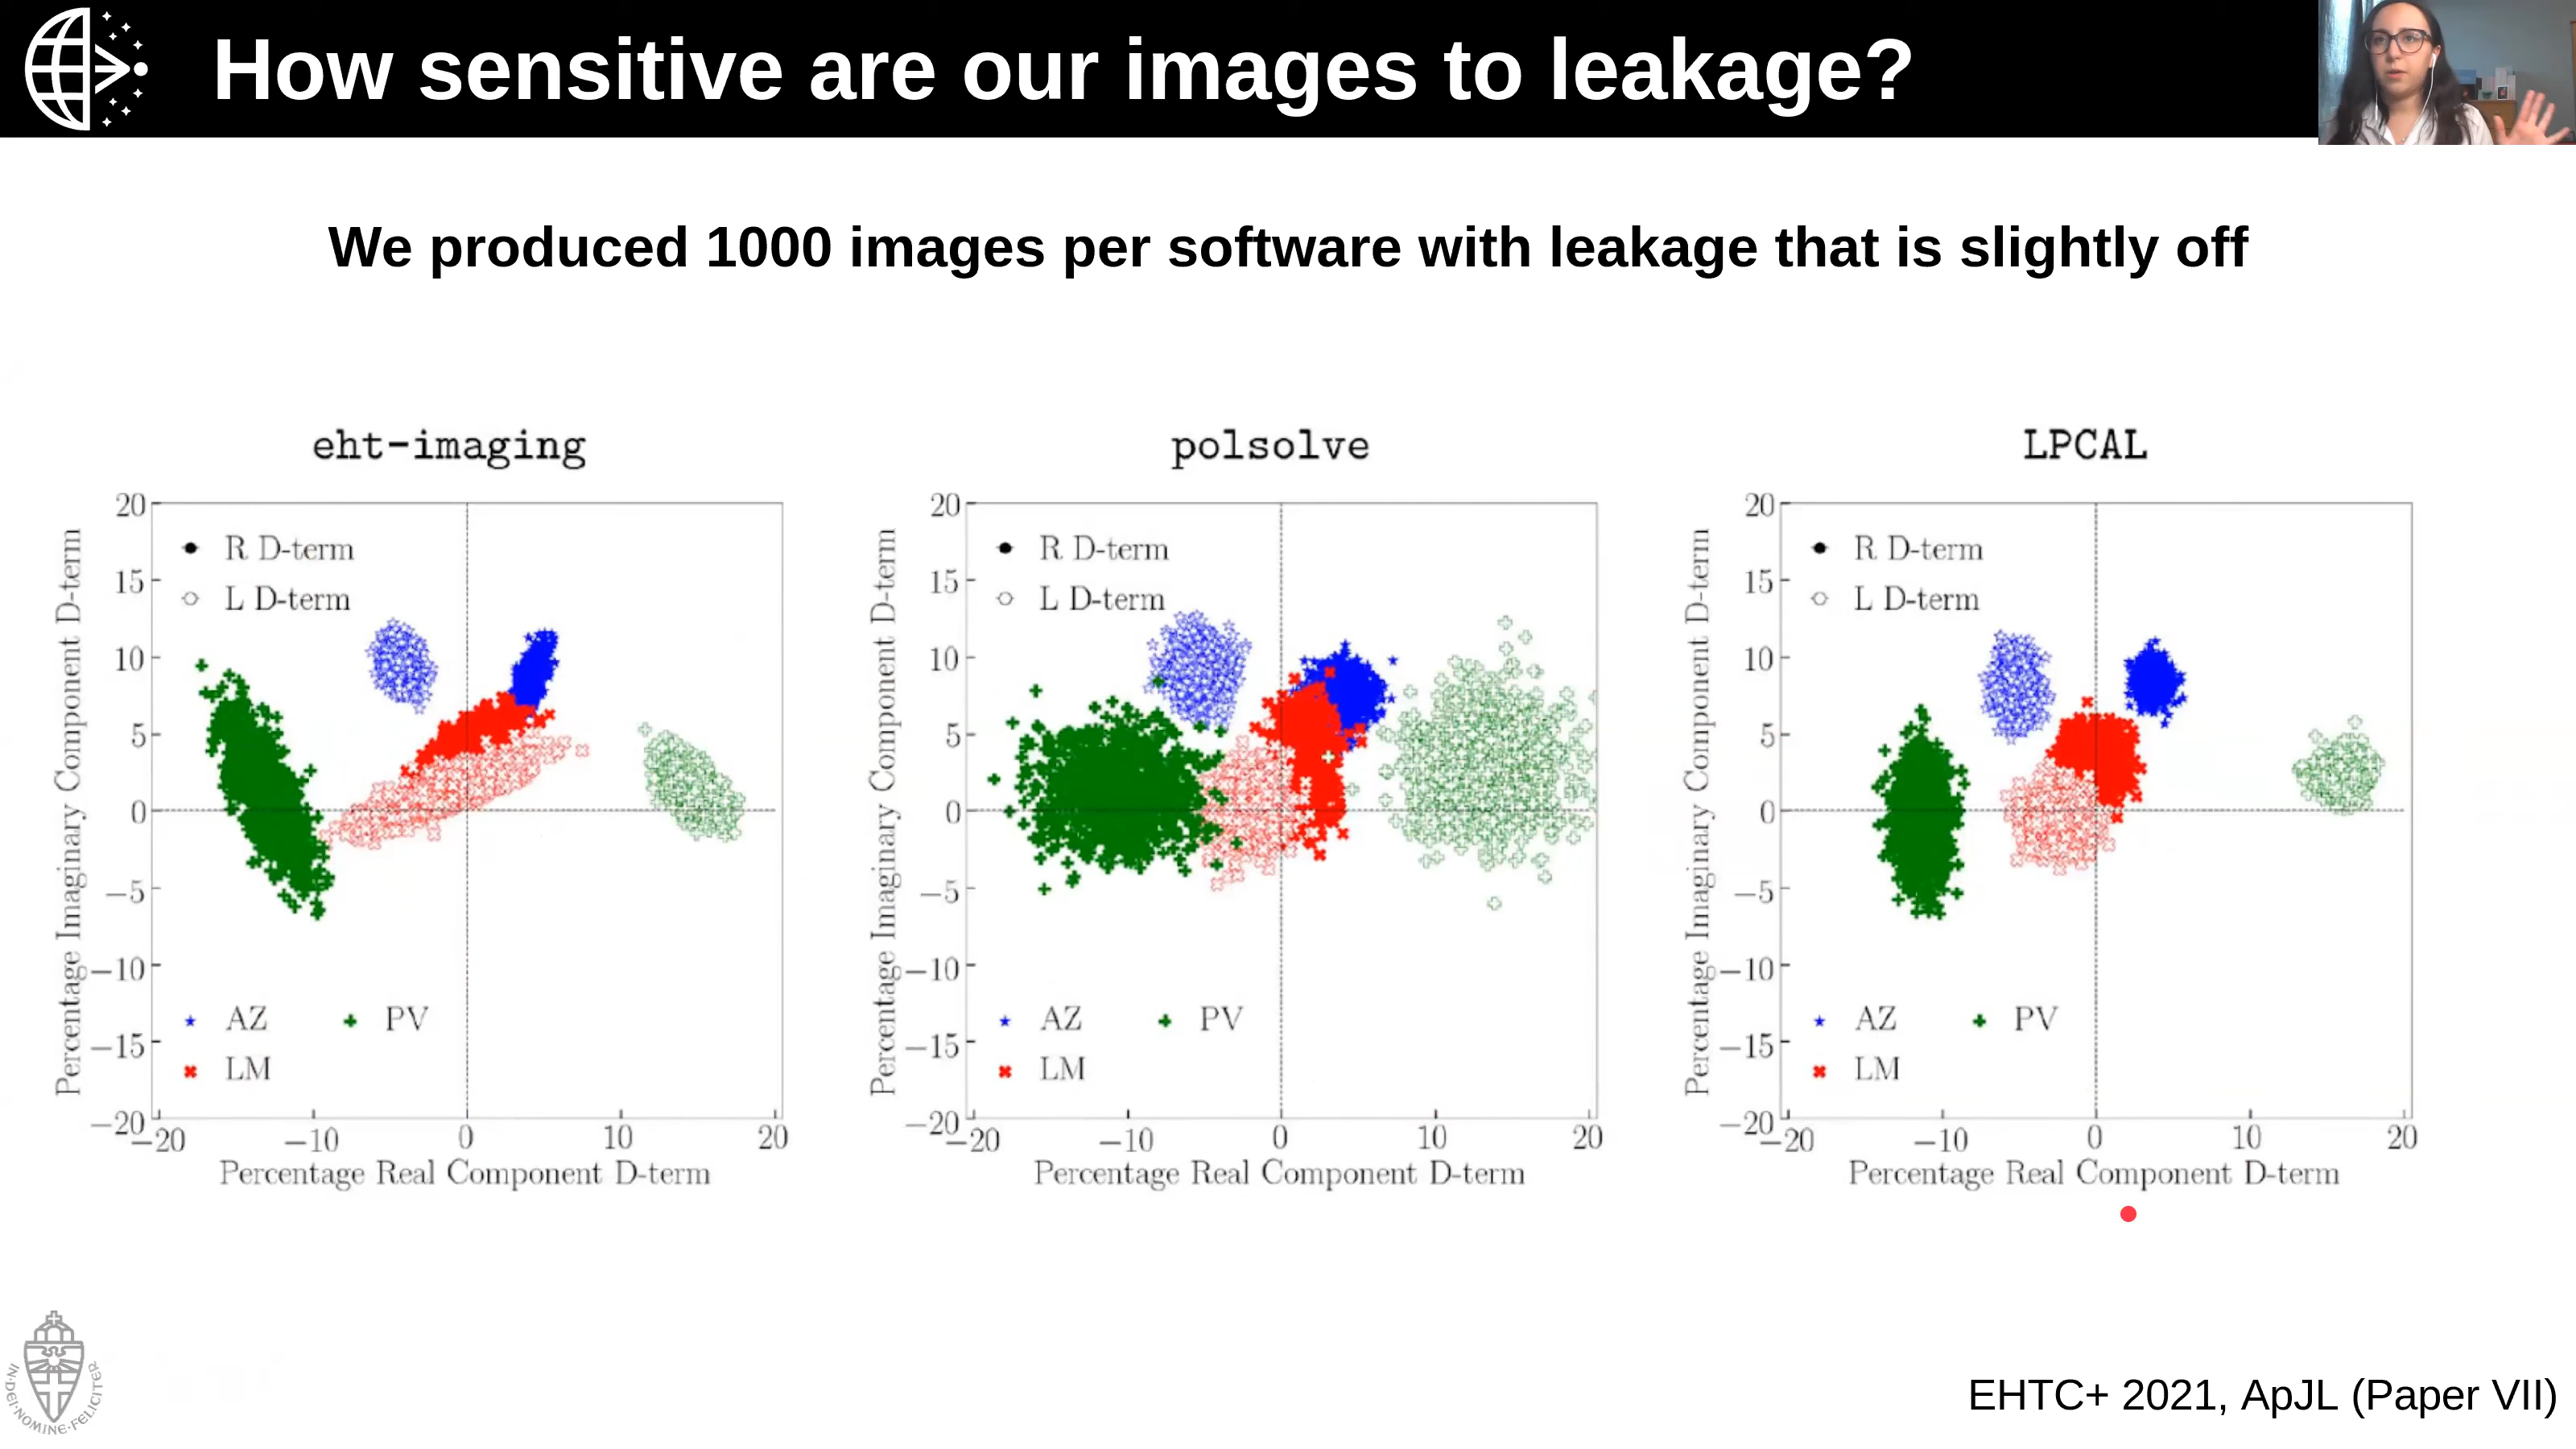 How sensitive are our images to leakage?
We produced 1000 images per software with leakage that is slightly off
eht-imaging
Percentage Imaginary Component D-term
20
15
10
5
0
−5
−10
−15
−20
R D-term
L D-term
AZ
PV
LM
−20
−10
0
10
20
Percentage Real Component D-term
polsolve
Percentage Imaginary Component D-term
20
15
10
5
0
−5
−10
−15
−20
R D-term
L D-term
AZ
PV
LM
−20
−10
0
10
20
Percentage Real Component D-term
LPCAL
Percentage Imaginary Component D-term
20
15
10
5
0
−5
−10
−15
−20
R D-term
L D-term
AZ
PV
LM
−20
−10
0
10
20
Percentage Real Component D-term
IN·DEI·NOMINE·FELICITER
EHTC+ 2021, ApJL (Paper VII)